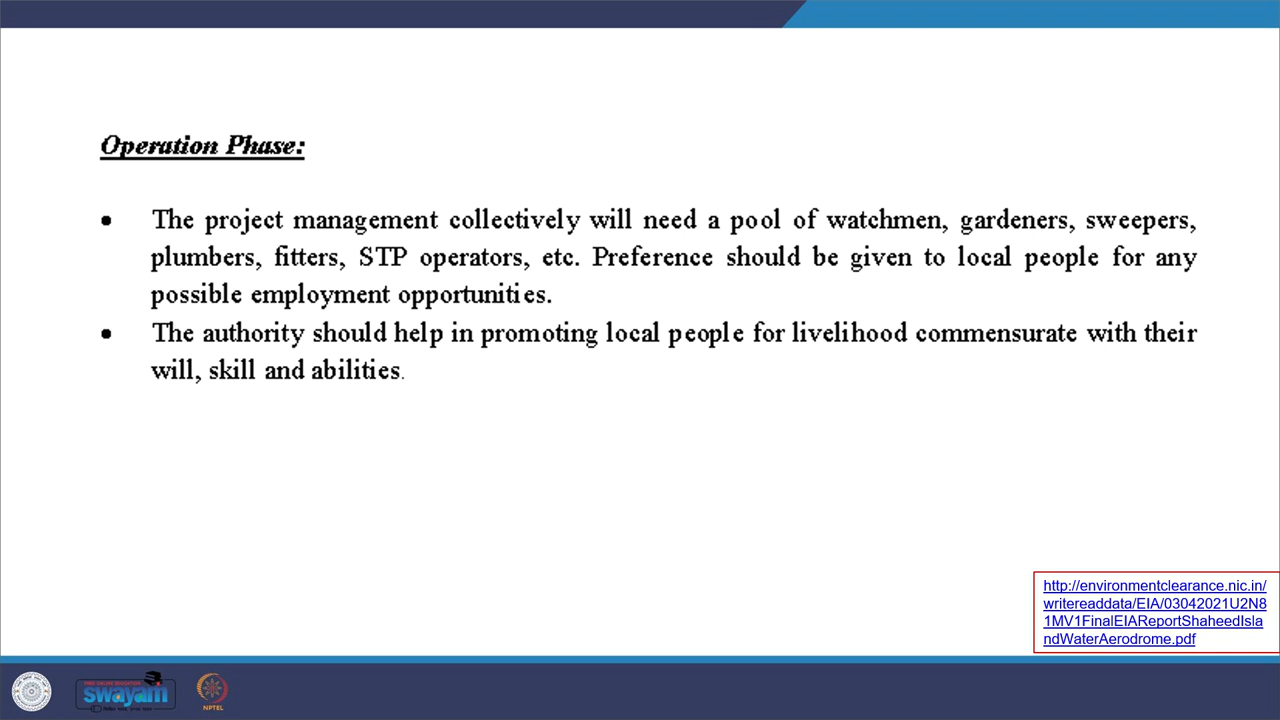 Operation Phase:
• The project management collectively will need a pool of watchmen, gardeners, sweepers,
plumbers, fitters, STP operators, etc. Preference should be given to local people for any
possible employment opportunities.
• The authority should help in promoting local people for livelihood commensurate with their
will, skill and abilities.
http://environmentclearance.nic.in/
writereaddata/EIA/03042021U2N8
1MV1FinalEIAReportShaheedIsla
ndWaterAerodrome.pdf
swayam
NPTEL